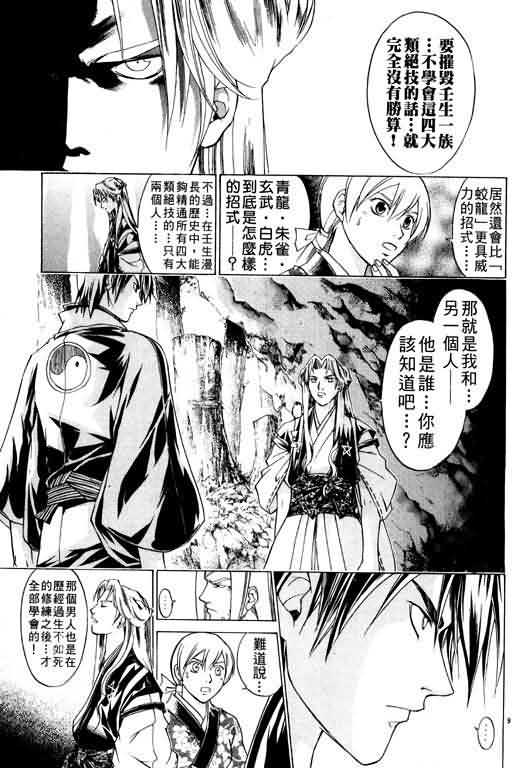 要摧毀壬生一族
…不學會這四大
類絕技的話…就
完全沒有勝算！
居然還會比「
蛟龍」更具威
力的招式……
青龍．朱雀．
玄武．白虎…
到底是怎麼樣
的招式？
不過…在壬生漫
長的歷史中，能
夠精通所有四大
類絕技的…只有
兩個人……
那就是我和…
另一個人——
他是誰…你應
該知道吧…？
……
……
難道說…
那個男人也是在
歷經過生不如死
的修練之後…才
全部學會的！
9